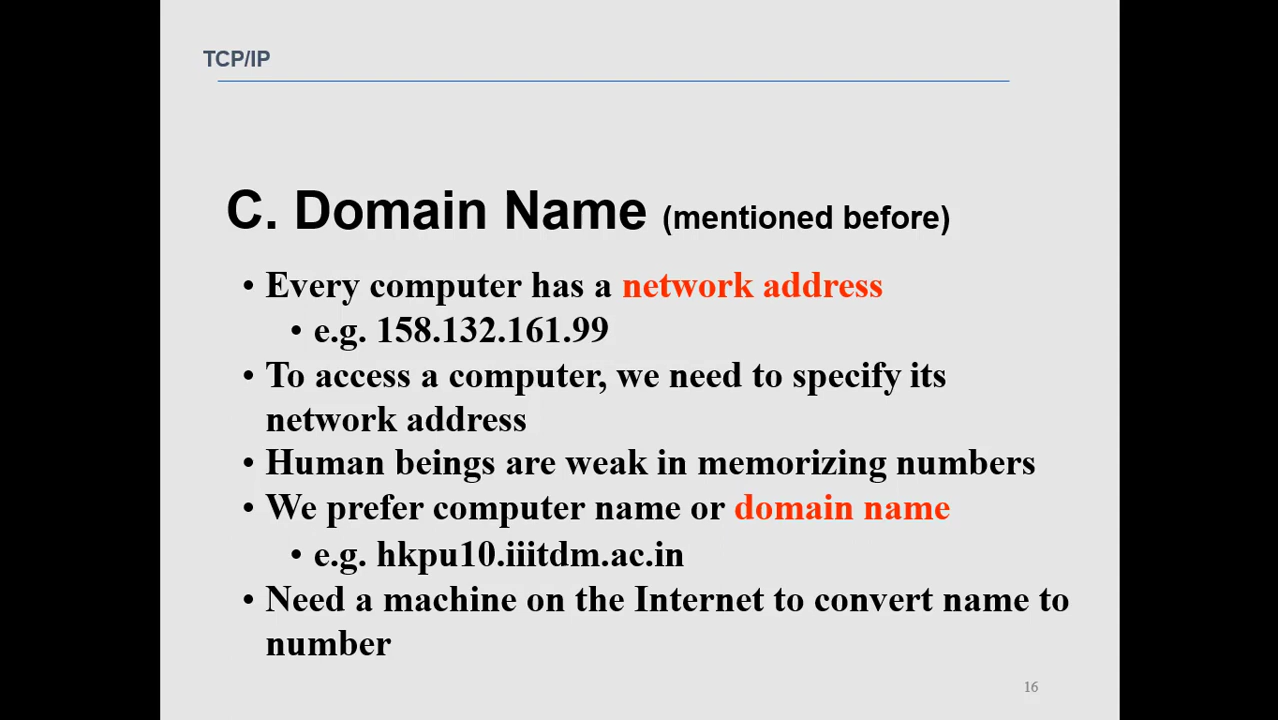 TCP/IP
C. Domain Name (mentioned before)
• Every computer has a network address
• e.g. 158.132.161.99
• To access a computer, we need to specify its
network address
• Human beings are weak in memorizing numbers
• We prefer computer name or domain name
• e.g. hkpu10.iiitdm.ac.in
• Need a machine on the Internet to convert name to
number
16